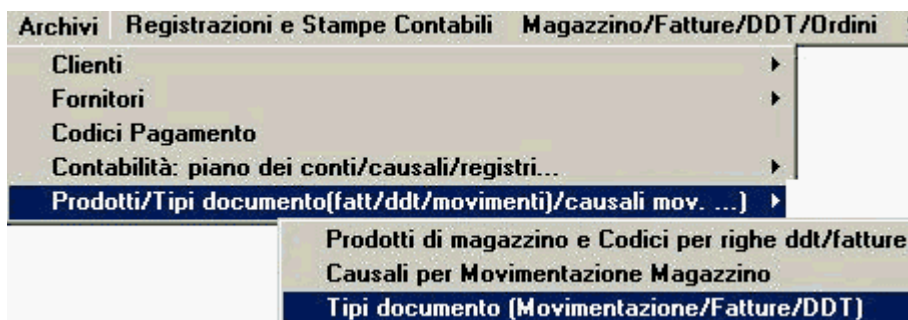 Archivi Registrazioni e Stampe Contabili Magazzino/Fatture/DDT/Ordini
Clienti
Fornitori
Codici Pagamento
Contabilità: piano dei conti/causali/registri...
Prodotti/Tipi documento(fatt/ddt/movimenti)/causali mov. ...)
Prodotti di magazzino e Codici per righe ddt/fatture
Causali per Movimentazione Magazzino
Tipi documento (Movimentazione/Fatture/DDT)